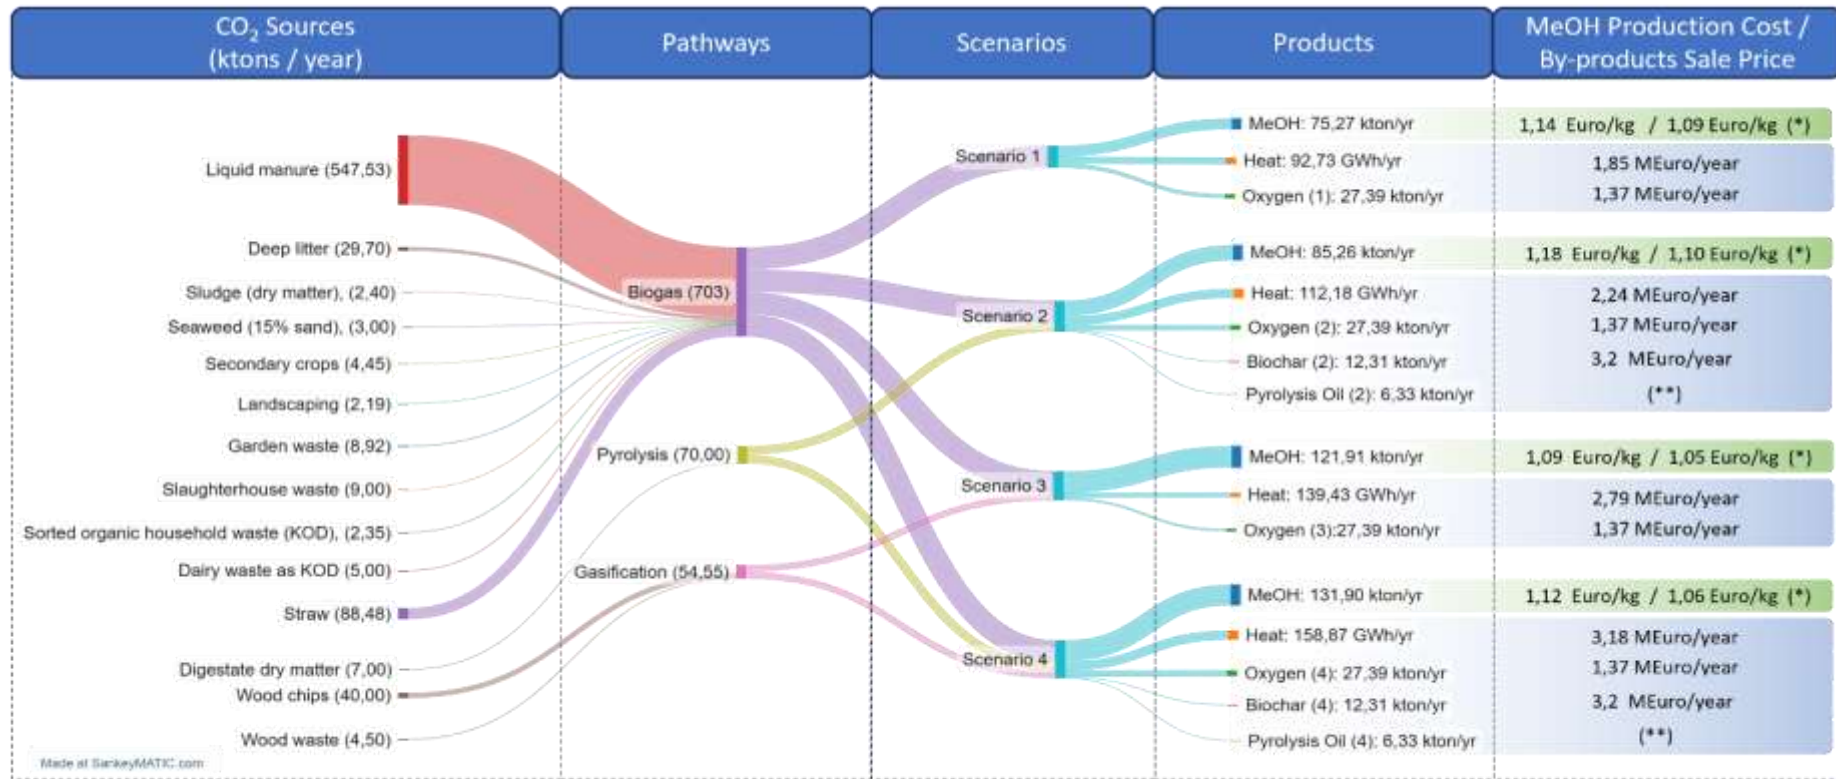 CO2 Sources
(ktons / year)
Pathways
Scenarios
Products
MeOH Production Cost /
By-products Sale Price
Liquid manure (547,53)
Deep litter (29,70)
Sludge (dry matter), (2,40)
Seaweed (15% sand), (3,00)
Secondary crops (4,45)
Landscaping (2,19)
Garden waste (8,92)
Slaughterhouse waste (9,00)
Sorted organic household waste (KOD), (2,35)
Dairy waste as KOD (5,00)
Straw (88,48)
Digestate dry matter (7,00)
Wood chips (40,00)
Wood waste (4,50)
Made at SankeyMATIC.com
Biogas (703)
Pyrolysis (70,00)
Gasification (54,55)
Scenario 1
Scenario 2
Scenario 3
Scenario 4
MeOH: 75,27 kton/yr
1,14 Euro/kg / 1,09 Euro/kg (*)
Heat: 92,73 GWh/yr
1,85 MEuro/year
Oxygen (1): 27,39 kton/yr
1,37 MEuro/year
MeOH: 85,26 kton/yr
1,18 Euro/kg / 1,10 Euro/kg (*)
Heat: 112,18 GWh/yr
2,24 MEuro/year
Oxygen (2): 27,39 kton/yr
1,37 MEuro/year
Biochar (2): 12,31 kton/yr
3,2 MEuro/year
Pyrolysis Oil (2): 6,33 kton/yr
(**)
MeOH: 121,91 kton/yr
1,09 Euro/kg / 1,05 Euro/kg (*)
Heat: 139,43 GWh/yr
2,79 MEuro/year
Oxygen (3):27,39 kton/yr
1,37 MEuro/year
MeOH: 131,90 kton/yr
1,12 Euro/kg / 1,06 Euro/kg (*)
Heat: 158,87 GWh/yr
3,18 MEuro/year
Oxygen (4): 27,39 kton/yr
1,37 MEuro/year
Biochar (4): 12,31 kton/yr
3,2 MEuro/year
Pyrolysis Oil (4): 6,33 kton/yr
(**)